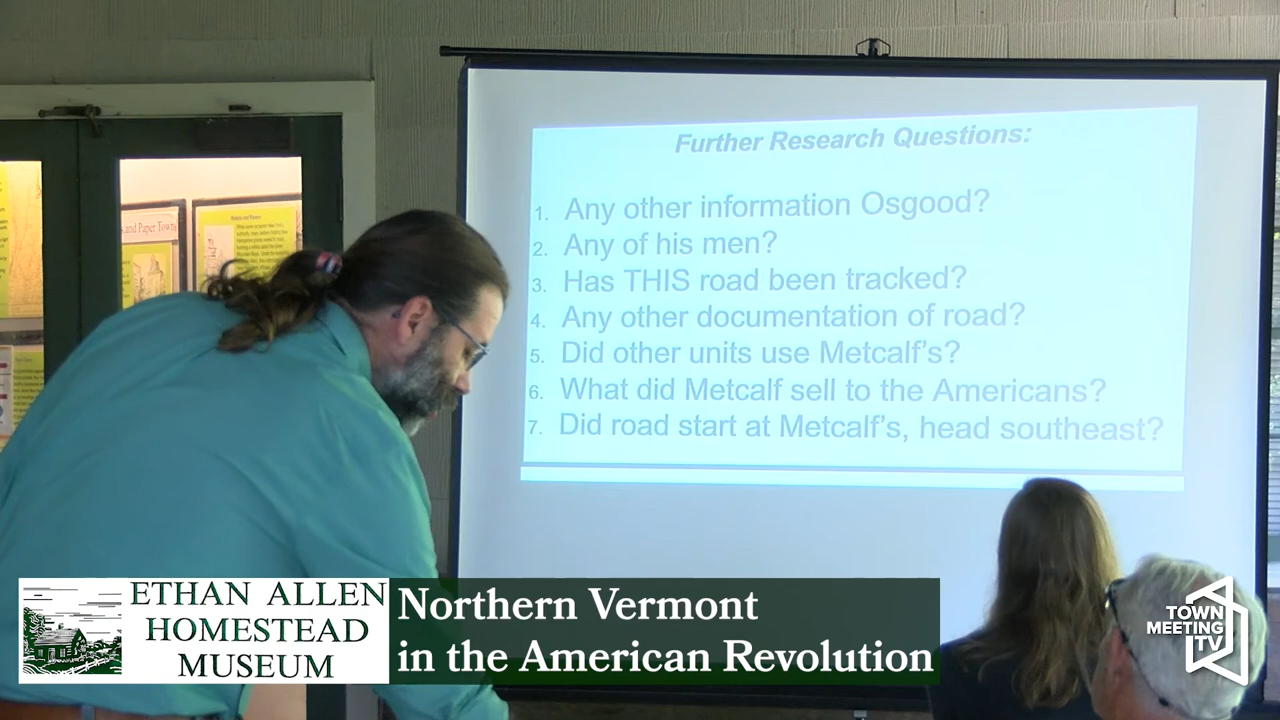 Further Research Questions:
1. Any other information Osgood?
2. Any of his men?
3. Has THIS road been tracked?
4. Any other documentation of road?
5. Did other units use Metcalf's?
6. What did Metcalf sell to the Americans?
7. Did road start at Metcalf's, head southeast?
and Paper Towns
ETHAN ALLEN
HOMESTEAD
MUSEUM
Northern Vermont
in the American Revolution
TOWN
MEETING
TV